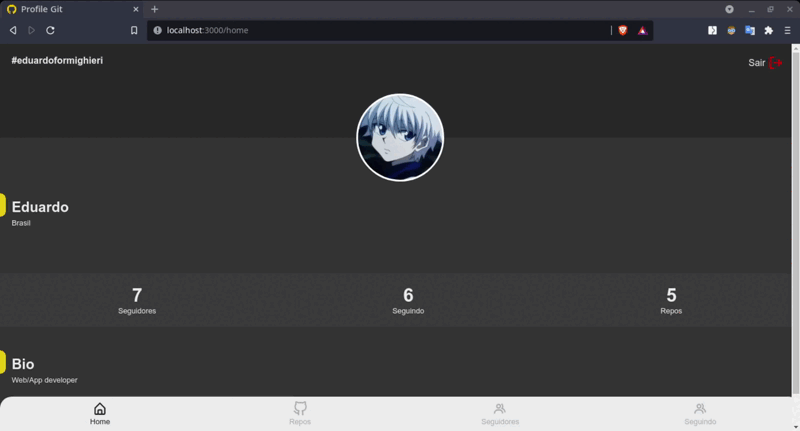 Profile Git
localhost:3000/home
#eduardoformighieri
Sair
Eduardo
Brasil
7 6 5
Seguidores Seguindo Repos
Bio
Web/App developer
Home Repos Seguidores Seguindo